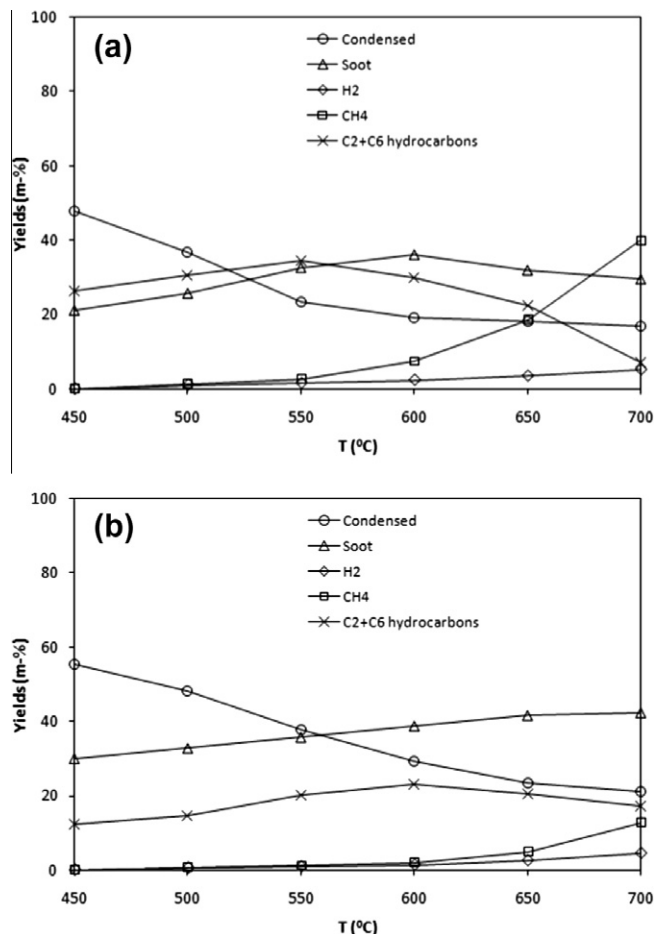 (a)
Condensed
Soot
H2
CH4
C2+C6 hydrocarbons
Yields (m-%)
100
80
60
40
20
0
450 500 550 600 650 700
T (⁰C)
(b)
Condensed
Soot
H2
CH4
C2+C6 hydrocarbons
Yields (m-%)
100
80
60
40
20
0
450 500 550 600 650 700
T (⁰C)